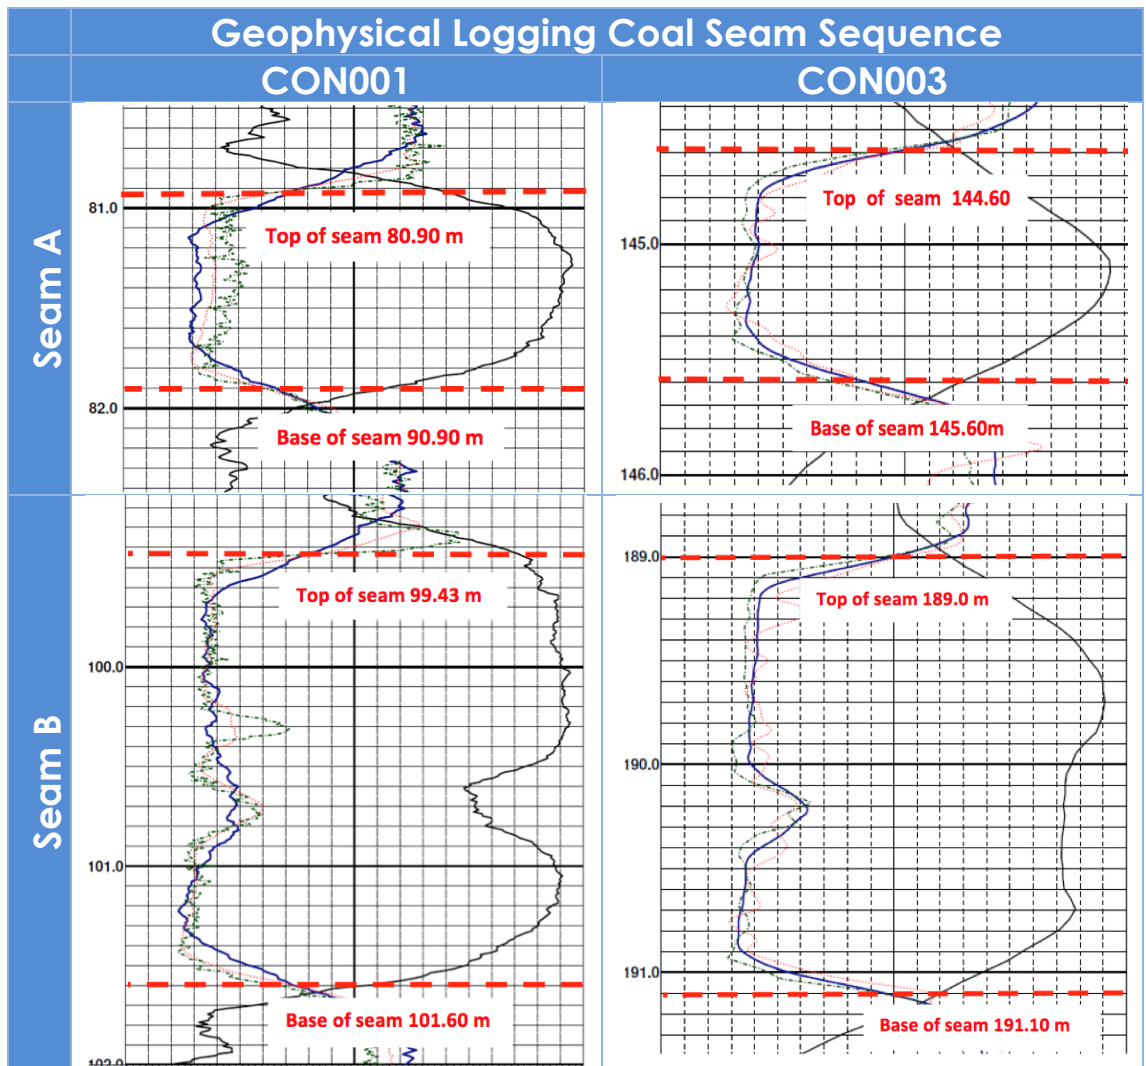 Geophysical Logging Coal Seam Sequence
CON001
CON003
Seam A
81.0
Top of seam 80.90 m
82.0
Base of seam 90.90 m
Top of seam 144.60
145.0
Base of seam 145.60m
146.0
Seam B
Top of seam 99.43 m
100.0
101.0
Base of seam 101.60 m
189.0
Top of seam 189.0 m
190.0
191.0
Base of seam 191.10 m